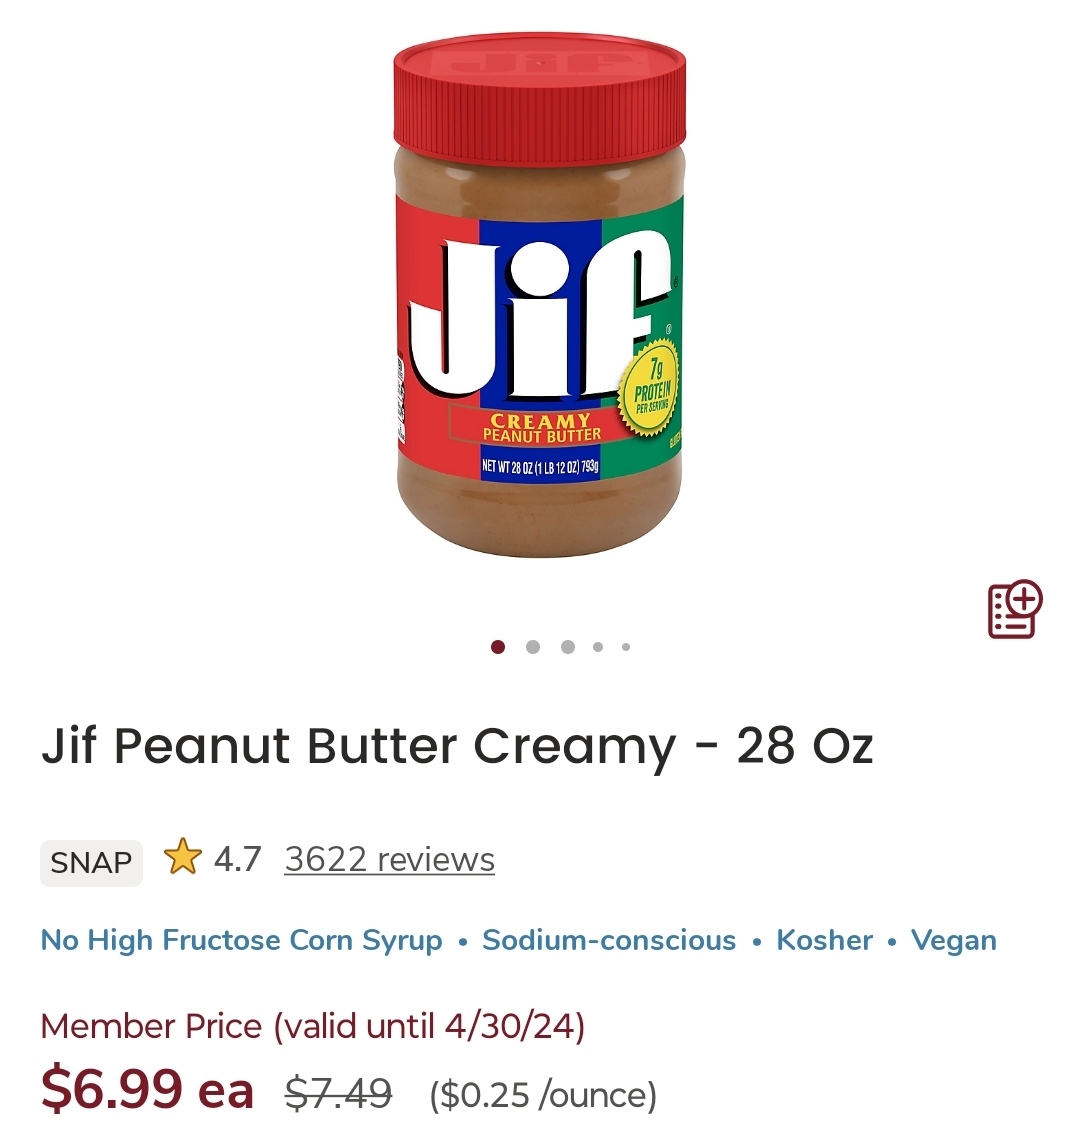 Jif
Jif
7g
PROTEIN
PER SERVING
CREAMY
PEANUT BUTTER
NET WT 28 OZ (1 LB 12 OZ) 793g
Jif Peanut Butter Creamy - 28 Oz
SNAP 4.7 3622 reviews
No High Fructose Corn Syrup • Sodium-conscious • Kosher • Vegan
Member Price (valid until 4/30/24)
$6.99 ea $7.49 ($0.25 /ounce)